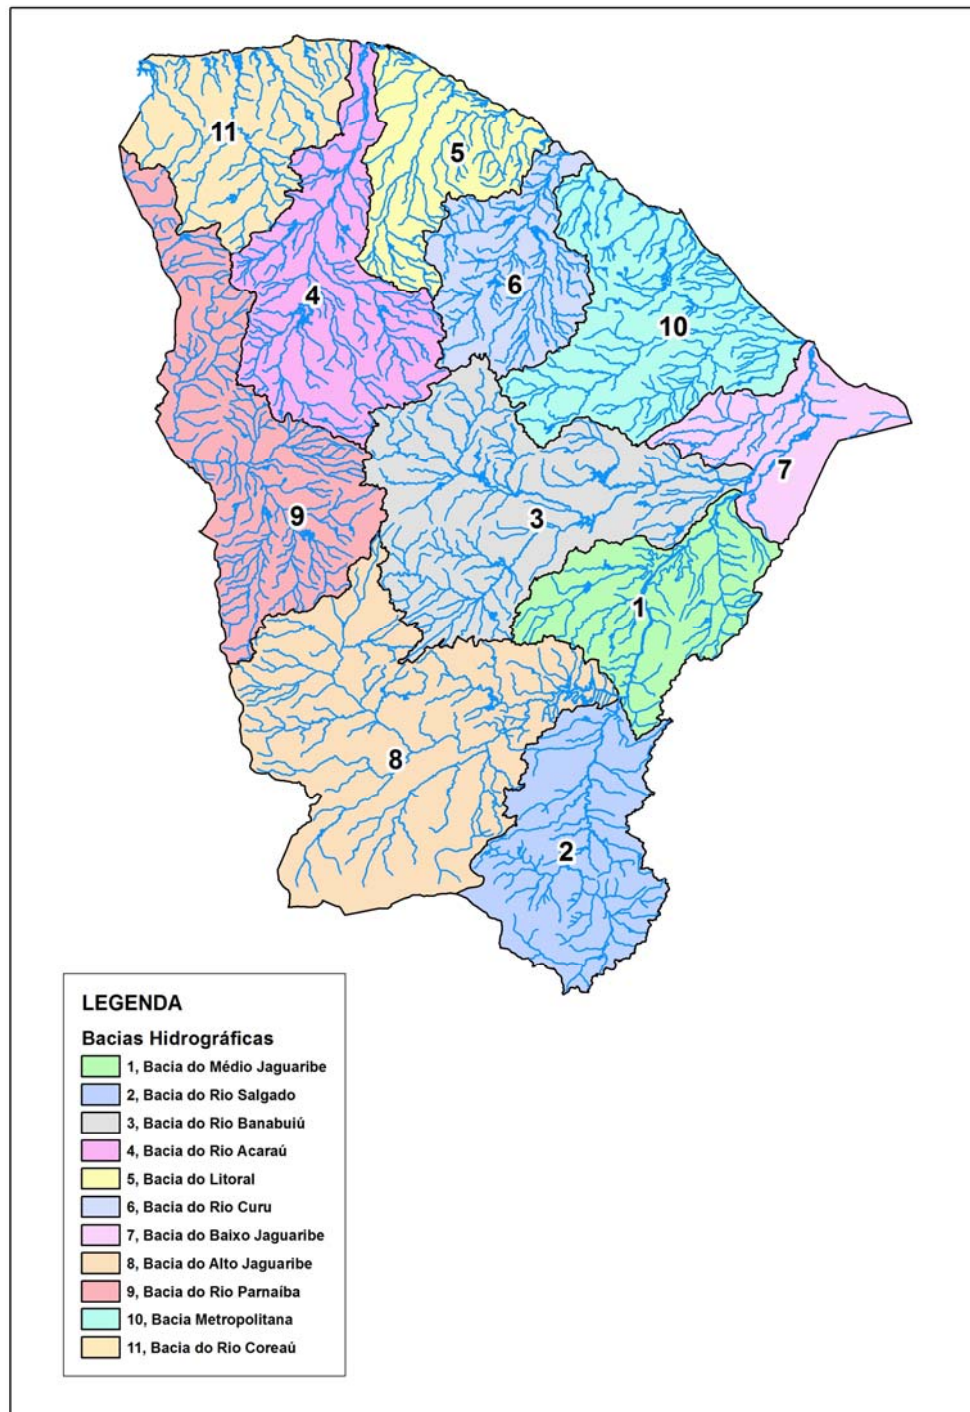 11
5
4
6
10
7
9
3
1
8
2
LEGENDA
Bacias Hidrográficas
1, Bacia do Médio Jaguaribe
2, Bacia do Rio Salgado
3, Bacia do Rio Banabuiú
4, Bacia do Rio Acaraú
5, Bacia do Litoral
6, Bacia do Rio Curu
7, Bacia do Baixo Jaguaribe
8, Bacia do Alto Jaguaribe
9, Bacia do Rio Parnaíba
10, Bacia Metropolitana
11, Bacia do Rio Coreaú